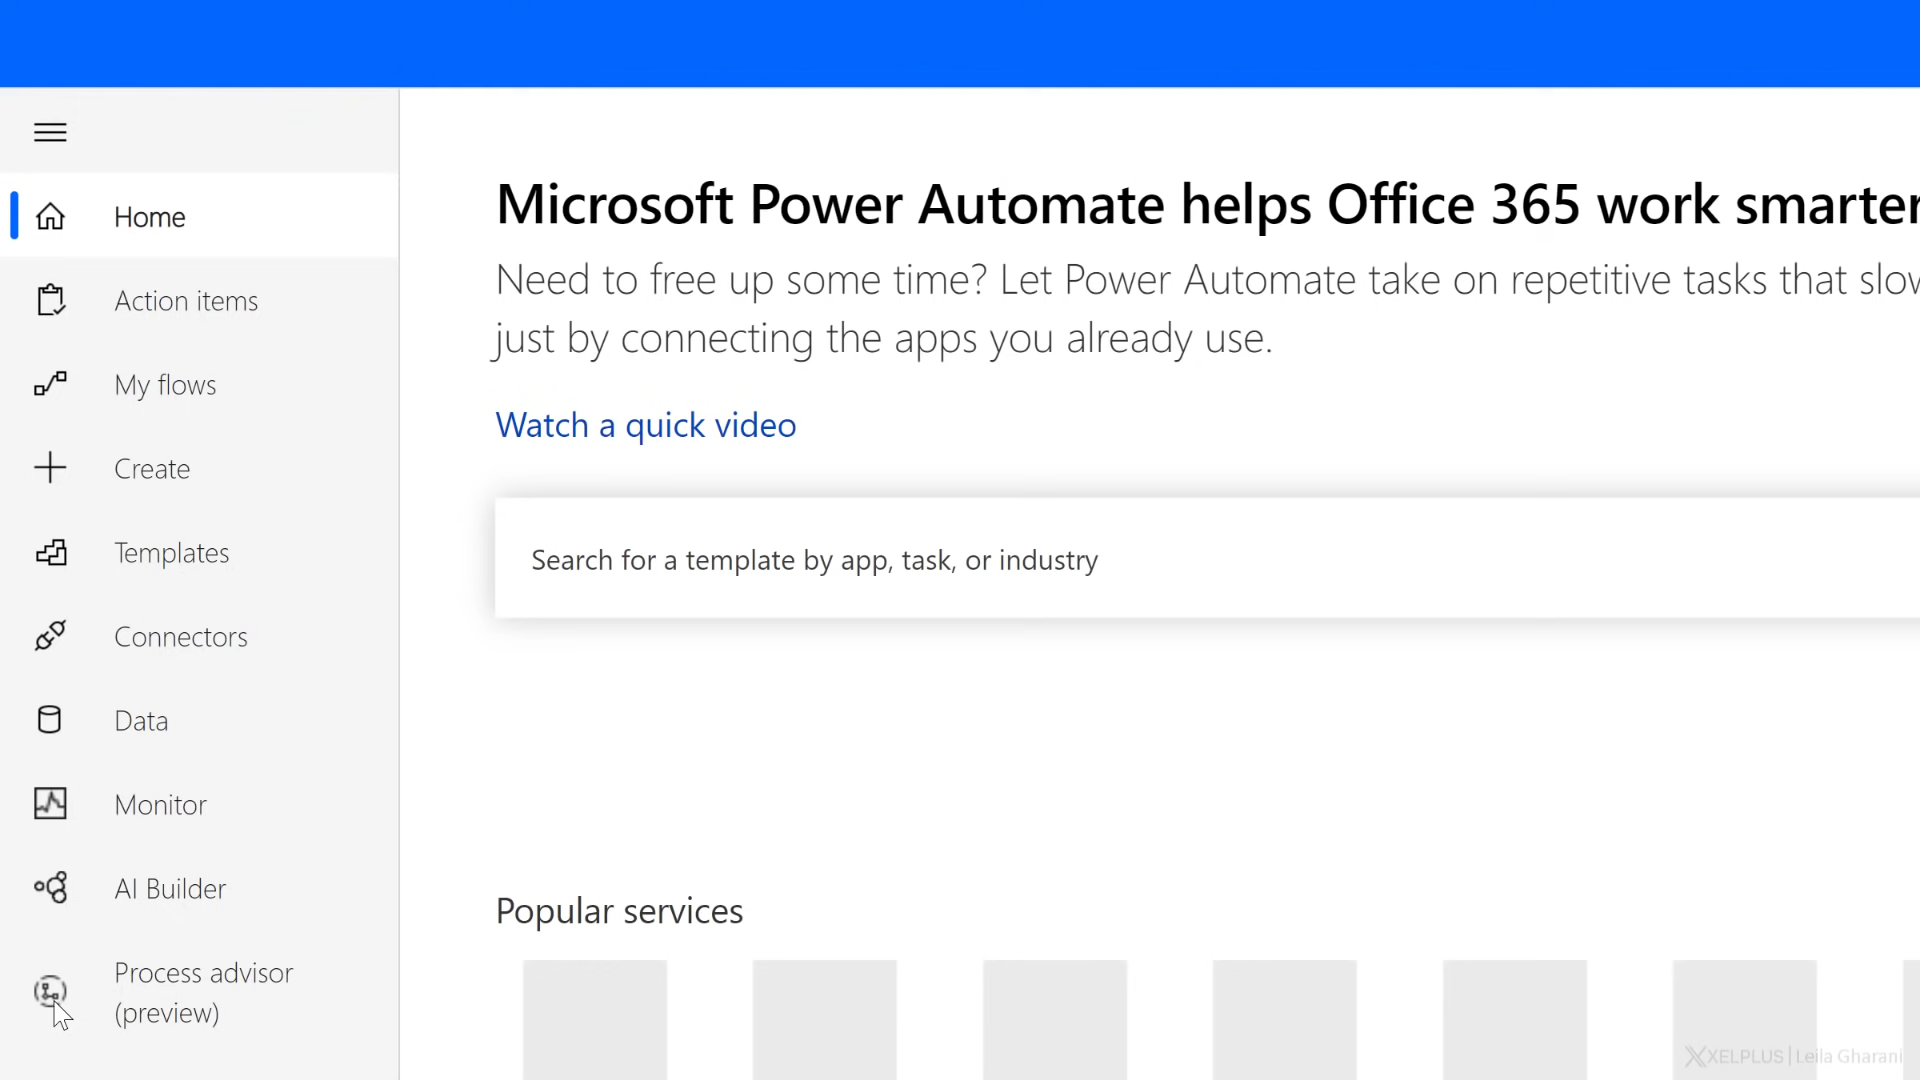 Home
Action items
My flows
Create
Templates
Connectors
Data
Monitor
AI Builder
Process advisor
(preview)
Microsoft Power Automate helps Office 365 work smarter
Need to free up some time? Let Power Automate take on repetitive tasks that slow
just by connecting the apps you already use.
Watch a quick video
Search for a template by app, task, or industry
Popular services
XELPLUS | Leila Gharani